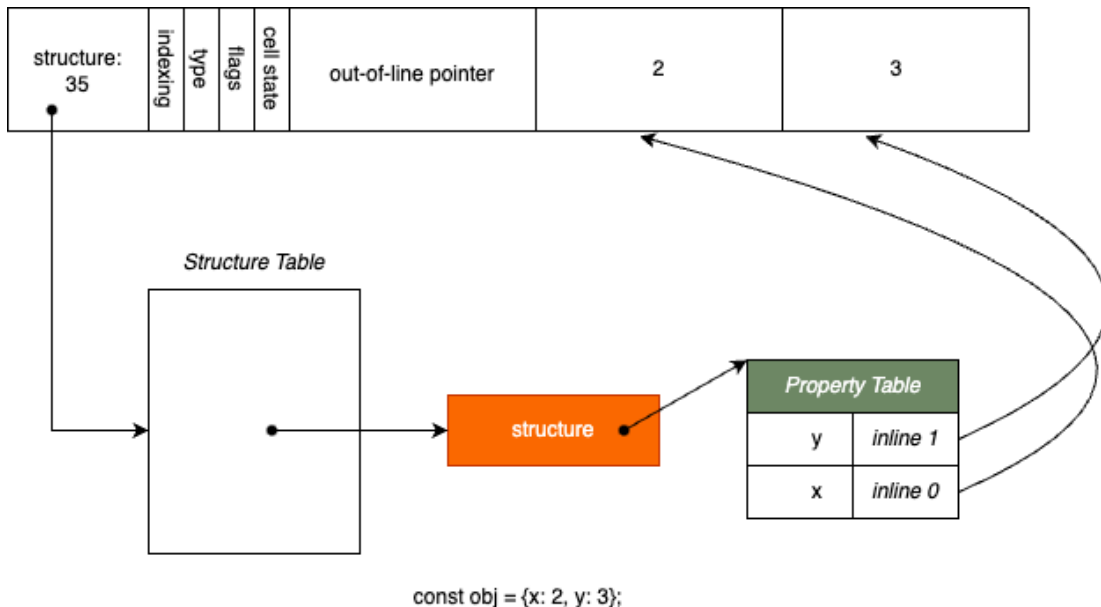 structure:
35
indexing
type
flags
cell state
out-of-line pointer
2
3
Structure Table
structure
Property Table
y inline 1
x inline 0
const obj = {x: 2, y: 3};